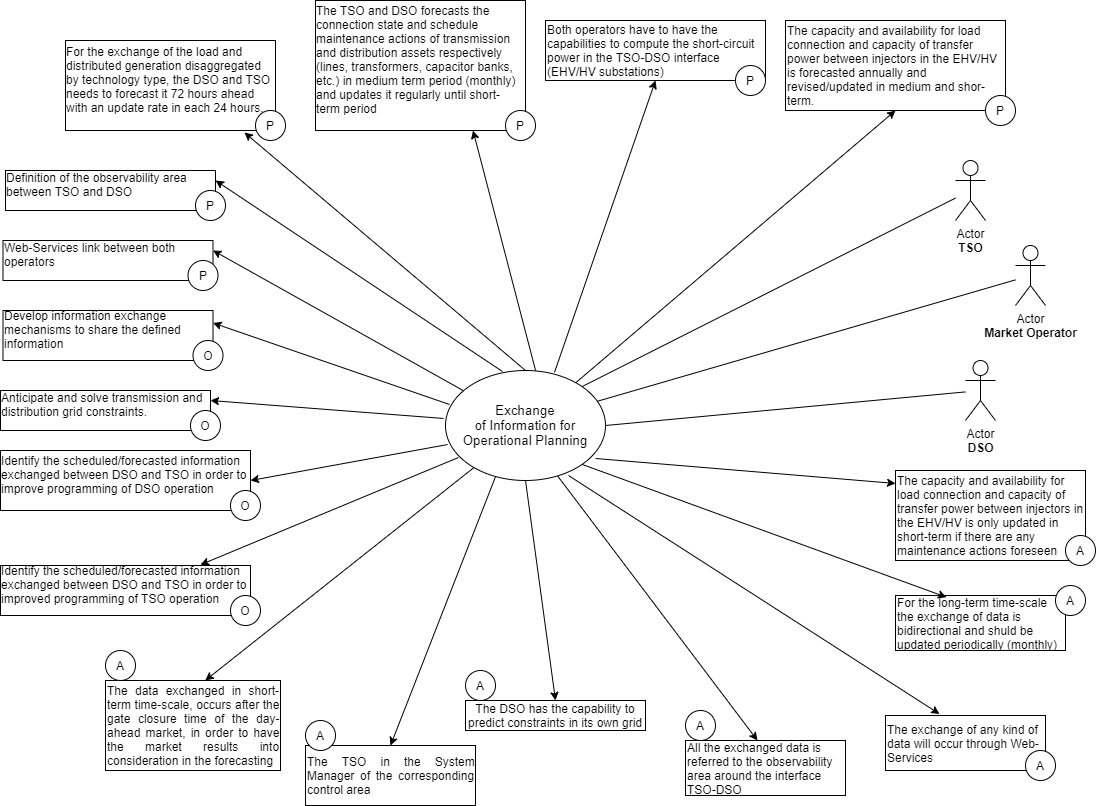 The TSO and DSO forecasts the
connection state and schedule
maintenance actions of transmission
and distribution assets respectively
(lines, transformers, capacitor banks,
etc.) in medium term period (monthly)
and updates it regularly until short-
term period
P
Both operators have to have the
capabilities to compute the short-circuit
power in the TSO-DSO interface
(EHV/HV substations)
P
The capacity and availability for load
connection and capacity of transfer
power between injectors in the EHV/HV
is forecasted annually and
revised/updated in medium and shor-
term.
P
For the exchange of the load and
distributed generation disaggregated
by technology type, the DSO and TSO
needs to forecast it 72 hours ahead
with an update rate in each 24 hours.
P
Definition of the observability area
between TSO and DSO
P
Web-Services link between both
operators
P
Develop information exchange
mechanisms to share the defined
information
O
Anticipate and solve transmission and
distribution grid constraints.
O
Identify the scheduled/forecasted information
exchanged between DSO and TSO in order to
improve programming of DSO operation
O
Identify the scheduled/forecasted information
exchanged between DSO and TSO in order to
improved programming of TSO operation
O
Exchange
of Information for
Operational Planning
Actor
TSO
Actor
Market Operator
Actor
DSO
The capacity and availability for
load connection and capacity of
transfer power between injectors in
the EHV/HV is only updated in
short-term if there are any
maintenance actions foreseen
A
A
For the long-term time-scale
the exchange of data is
bidirectional and shuld be
updated periodically (monthly)
A
The data exchanged in short-
term time-scale, occurs after the
gate closure time of the day-
ahead market, in order to have
the market results into
consideration in the forecasting
A
The TSO in the System
Manager of the corresponding
control area
A
The DSO has the capability to
predict constraints in its own grid
A
All the exchanged data is
referred to the observability
area around the interface
TSO-DSO
The exchange of any kind of
data will occur through Web-
Services
A